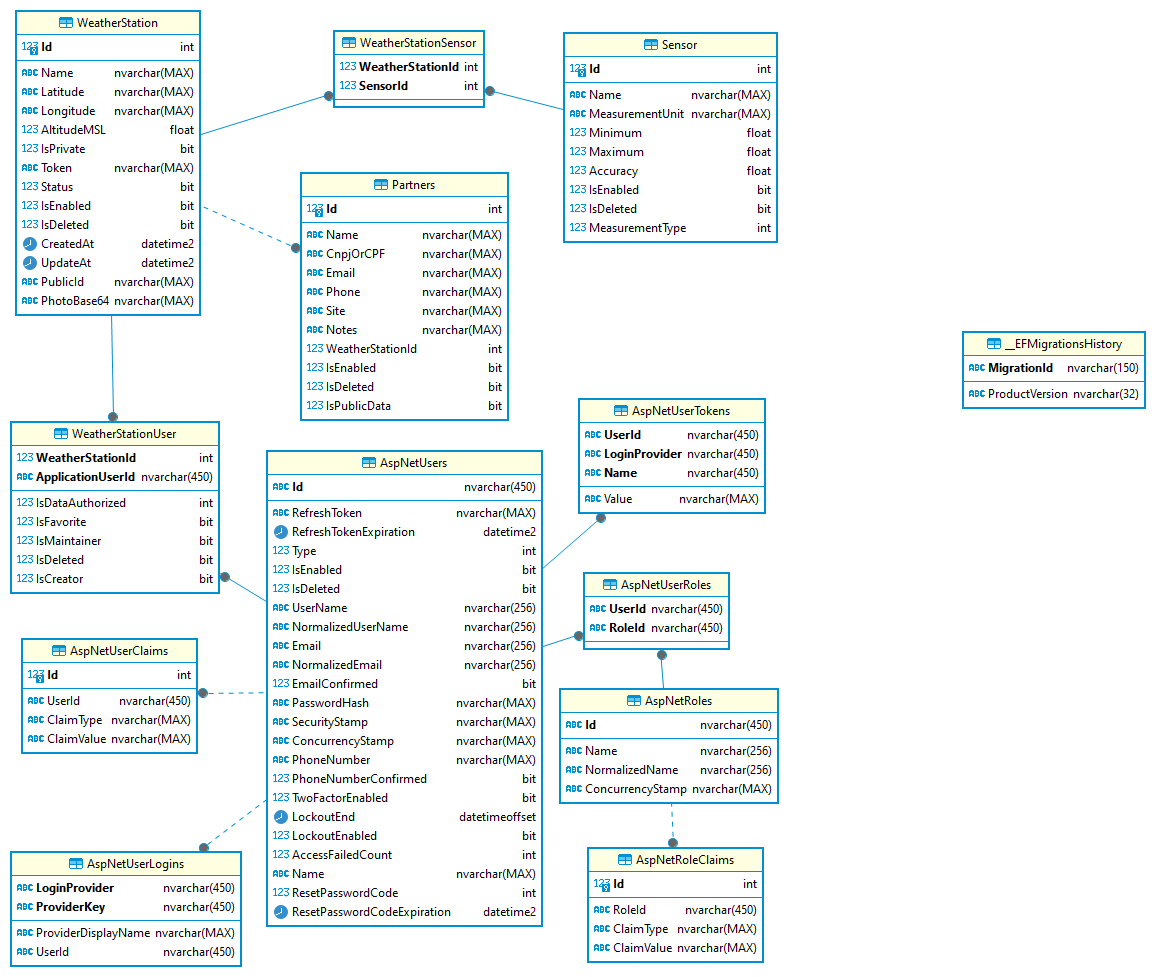 WeatherStation
Id int
Name nvarchar(MAX)
Latitude nvarchar(MAX)
Longitude nvarchar(MAX)
AltitudeMSL float
IsPrivate bit
Token nvarchar(MAX)
Status bit
IsEnabled bit
IsDeleted bit
CreatedAt datetime2
UpdateAt datetime2
PublicId nvarchar(MAX)
PhotoBase64 nvarchar(MAX)
WeatherStationSensor
123 WeatherStationId int
123 SensorId int
Sensor
123 Id int
ABC Name nvarchar(MAX)
ABC MeasurementUnit nvarchar(MAX)
123 Minimum float
123 Maximum float
123 Accuracy float
123 IsEnabled bit
123 IsDeleted bit
123 MeasurementType int
Partners
123 Id int
ABC Name nvarchar(MAX)
ABC CnpjOrCPF nvarchar(MAX)
ABC Email nvarchar(MAX)
ABC Phone nvarchar(MAX)
ABC Site nvarchar(MAX)
ABC Notes nvarchar(MAX)
123 WeatherStationId int
123 IsEnabled bit
123 IsDeleted bit
123 IsPublicData bit
__EFMigrationsHistory
ABC MigrationId nvarchar(150)
ABC ProductVersion nvarchar(32)
WeatherStationUser
123 WeatherStationId int
ABC ApplicationUserId nvarchar(450)
123 IsDataAuthorized int
123 IsFavorite bit
123 IsMaintainer bit
123 IsDeleted bit
123 IsCreator bit
AspNetUsers
ABC Id nvarchar(450)
ABC RefreshToken nvarchar(MAX)
RefreshTokenExpiration datetime2
123 Type int
123 IsEnabled bit
123 IsDeleted bit
ABC UserName nvarchar(256)
ABC NormalizedUserName nvarchar(256)
ABC Email nvarchar(256)
ABC NormalizedEmail nvarchar(256)
123 EmailConfirmed bit
ABC PasswordHash nvarchar(MAX)
ABC SecurityStamp nvarchar(MAX)
ABC ConcurrencyStamp nvarchar(MAX)
ABC PhoneNumber nvarchar(MAX)
123 PhoneNumberConfirmed bit
123 TwoFactorEnabled bit
LockoutEnd datetimeoffset
123 LockoutEnabled bit
123 AccessFailedCount int
ABC Name nvarchar(MAX)
123 ResetPasswordCode int
ResetPasswordCodeExpiration datetime2
AspNetUserTokens
ABC UserId nvarchar(450)
ABC LoginProvider nvarchar(450)
ABC Name nvarchar(450)
ABC Value nvarchar(MAX)
AspNetUserRoles
ABC UserId nvarchar(450)
ABC RoleId nvarchar(450)
AspNetUserClaims
123 Id int
ABC UserId nvarchar(450)
ABC ClaimType nvarchar(MAX)
ABC ClaimValue nvarchar(MAX)
AspNetRoles
ABC Id nvarchar(450)
ABC Name nvarchar(256)
ABC NormalizedName nvarchar(256)
ABC ConcurrencyStamp nvarchar(MAX)
AspNetUserLogins
ABC LoginProvider nvarchar(450)
ABC ProviderKey nvarchar(450)
ABC ProviderDisplayName nvarchar(MAX)
ABC UserId nvarchar(450)
AspNetRoleClaims
123 Id int
ABC RoleId nvarchar(450)
ABC ClaimType nvarchar(MAX)
ABC ClaimValue nvarchar(MAX)